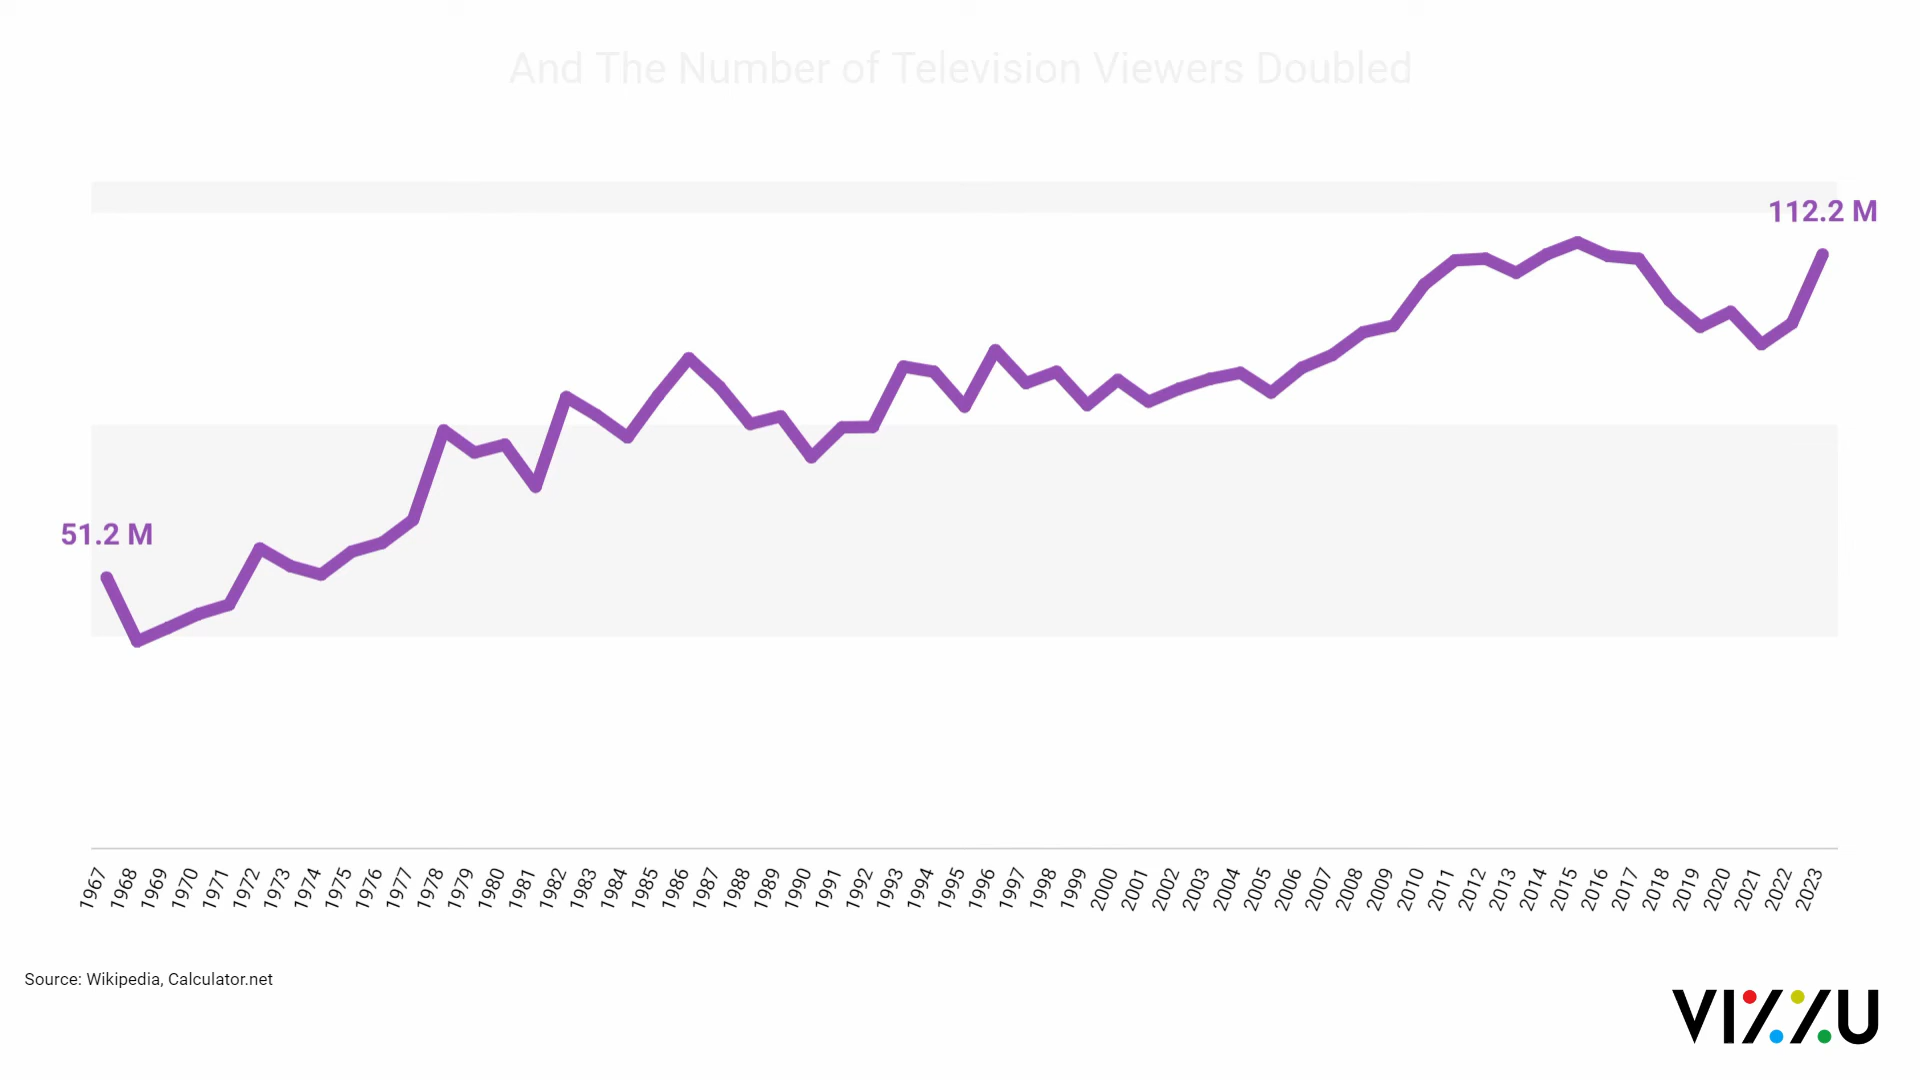 And The Number of Television Viewers Doubled
112.2 M
51.2 M
1967 1968 1969 1970 1971 1972 1973 1974 1975 1976 1977 1978 1979 1980 1981 1982 1983 1984 1985 1986 1987 1988 1989 1990 1991 1992 1993 1994 1995 1996 1997 1998 1999 2000 2001 2002 2003 2004 2005 2006 2007 2008 2009 2010 2011 2012 2013 2014 2015 2016 2017 2018 2019 2020 2021 2022 2023
Source: Wikipedia, Calculator.net
VIZZU